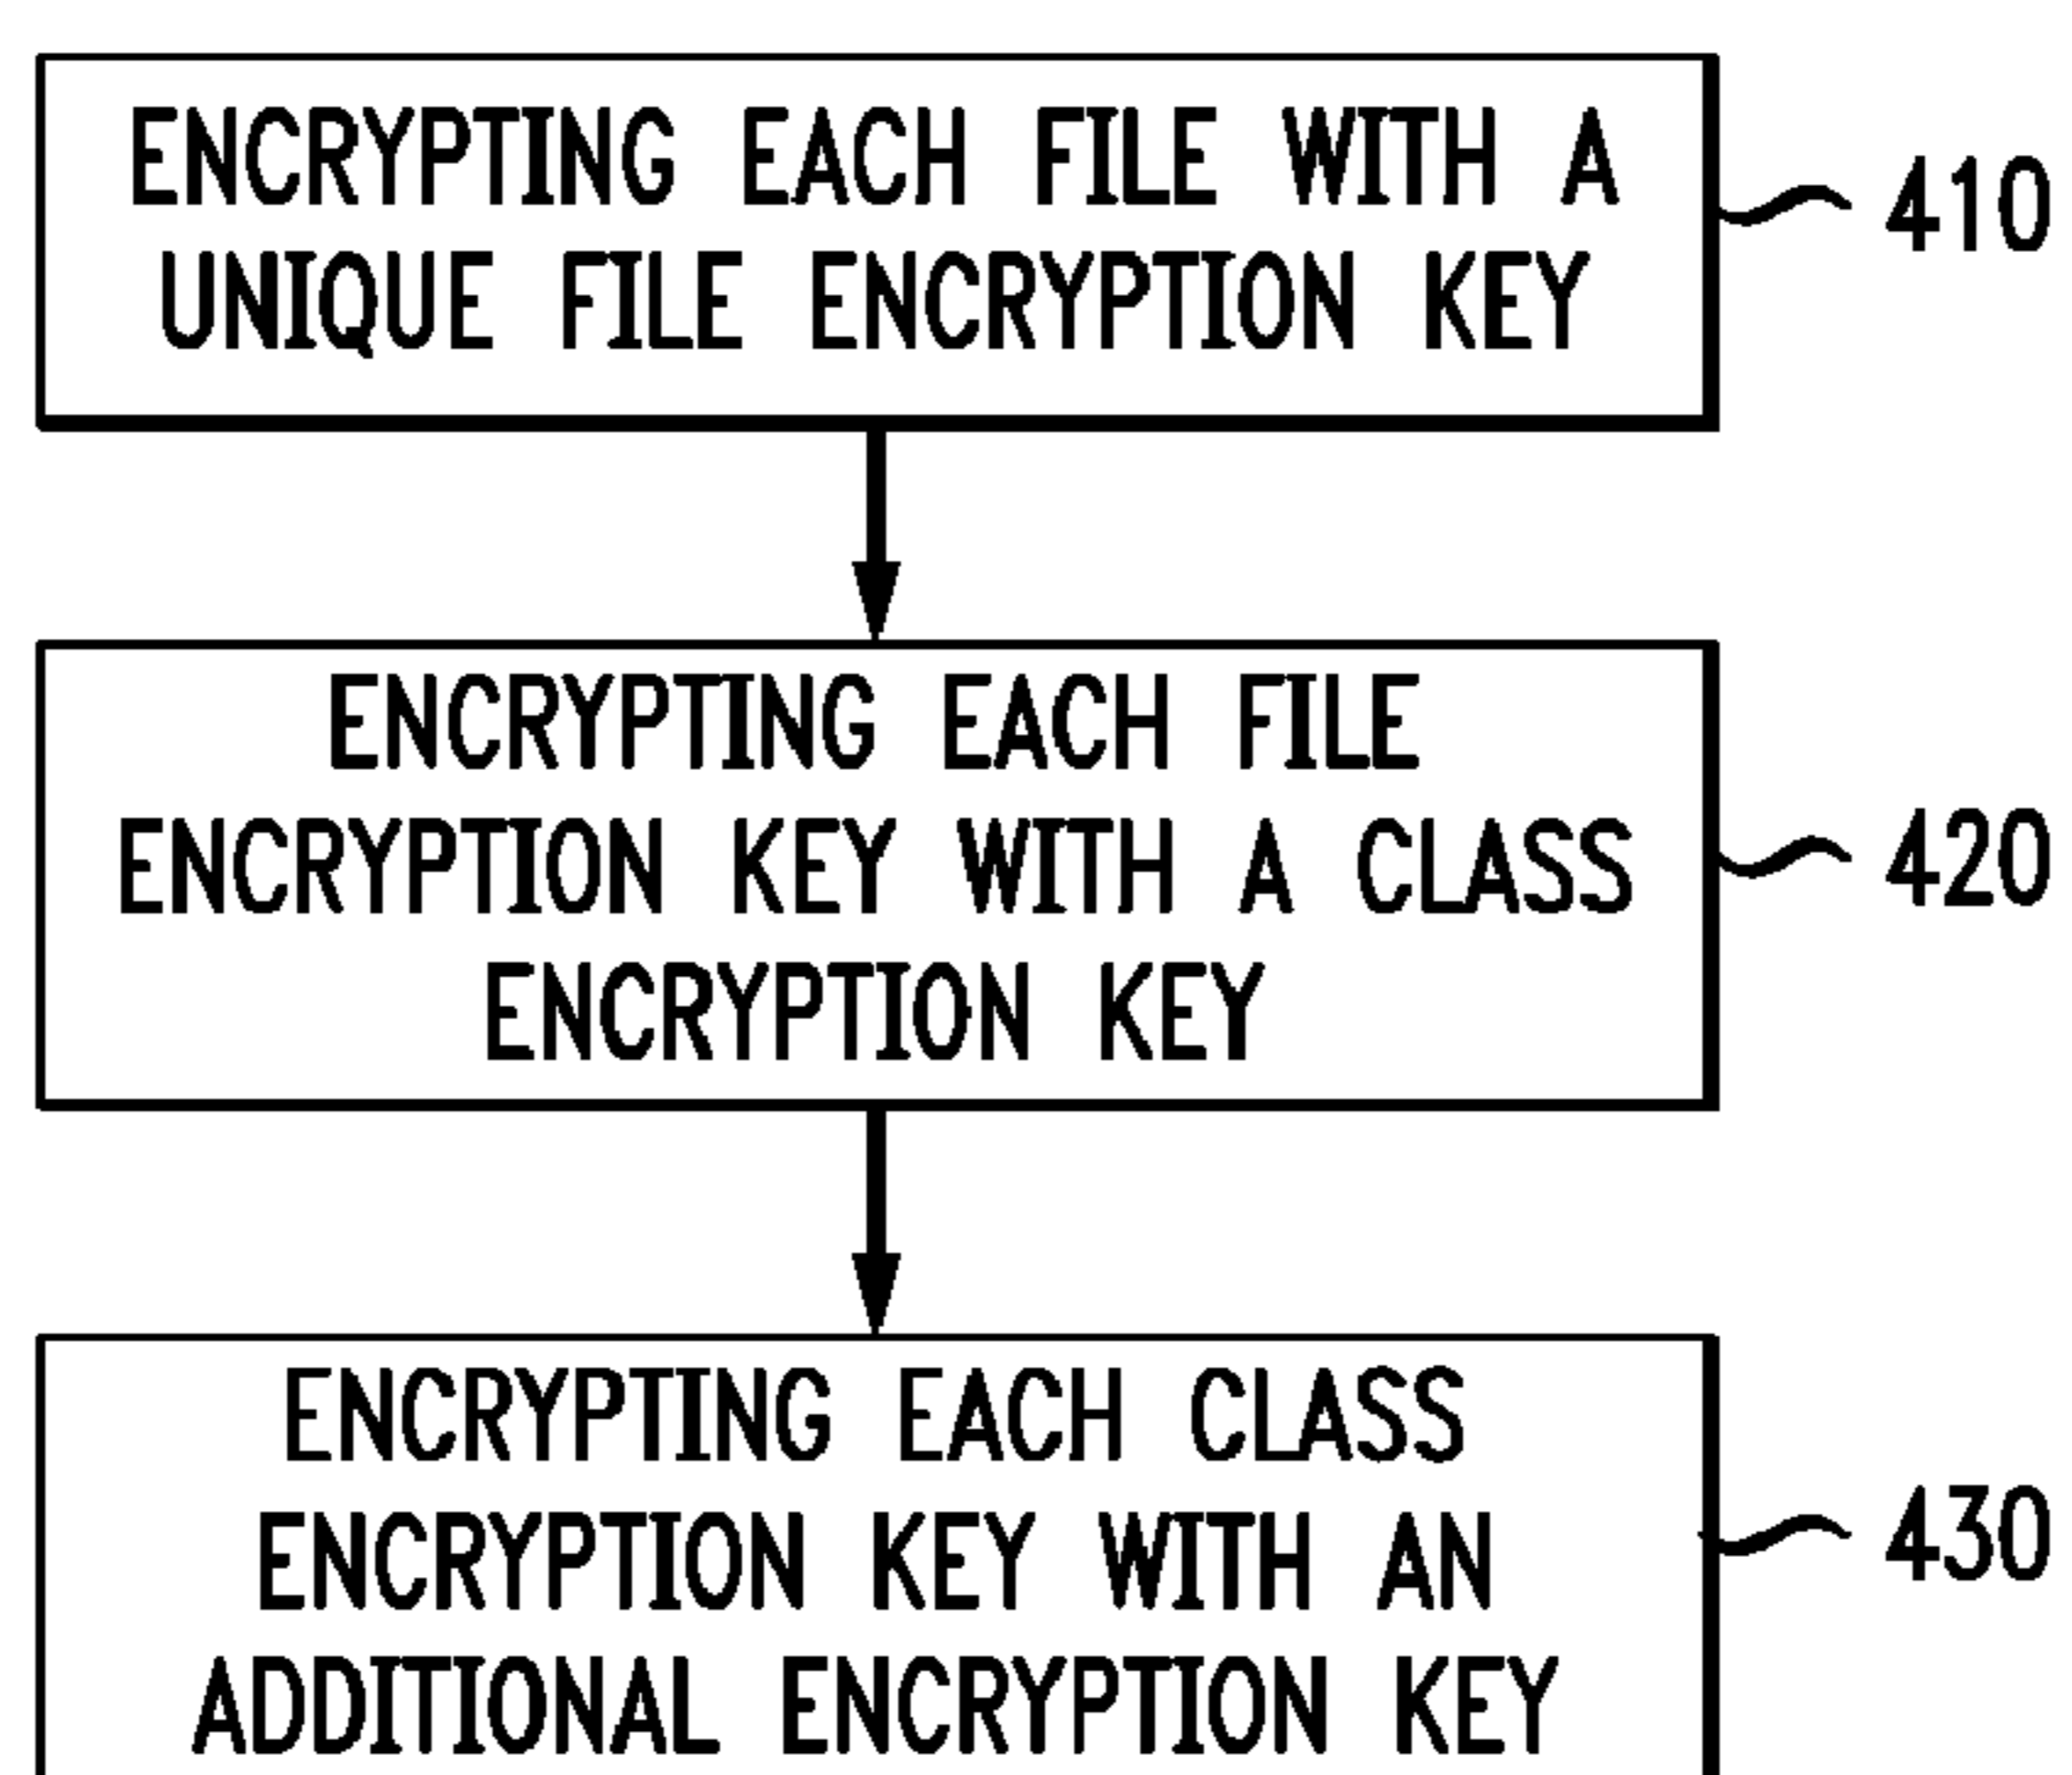 ENCRYPTING EACH FILE WITH A
UNIQUE FILE ENCRYPTION KEY
410
ENCRYPTING EACH FILE
ENCRYPTION KEY WITH A CLASS
ENCRYPTION KEY
420
ENCRYPTING EACH CLASS
ENCRYPTION KEY WITH AN
ADDITIONAL ENCRYPTION KEY
430